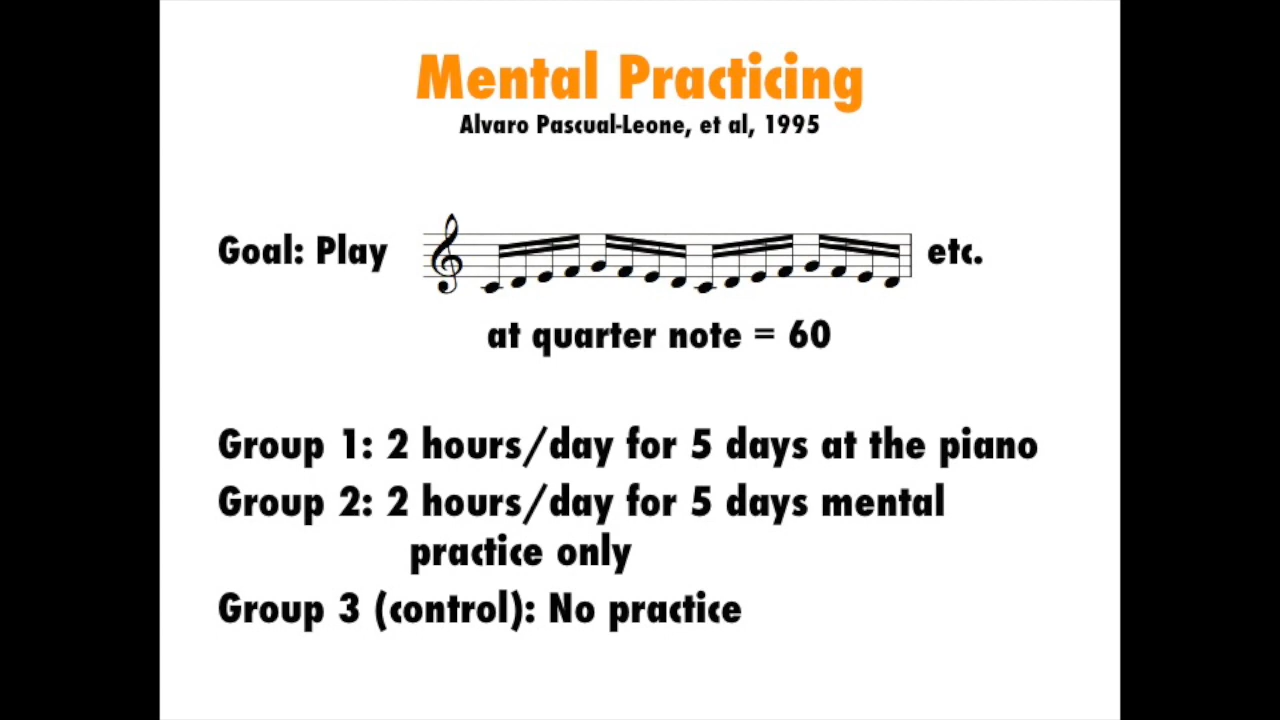 Mental Practicing
Alvaro Pascual-Leone, et al, 1995
Goal: Play etc.
at quarter note = 60
Group 1: 2 hours/day for 5 days at the piano
Group 2: 2 hours/day for 5 days mental
practice only
Group 3 (control): No practice